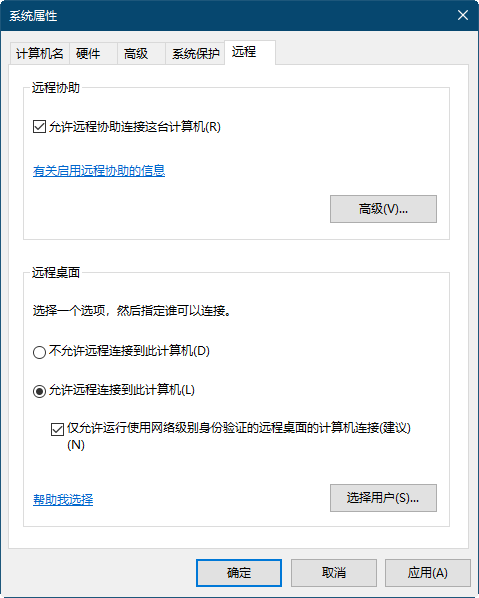 系统属性
计算机名 硬件 高级 系统保护 远程
远程协助
允许远程协助连接这台计算机(R)
有关启用远程协助的信息
高级(V)...
远程桌面
选择一个选项，然后指定谁可以连接。
不允许远程连接到此计算机(D)
允许远程连接到此计算机(L)
仅允许运行使用网络级别身份验证的远程桌面的计算机连接(建议)
(N)
帮助我选择 选择用户(S)...
确定 取消 应用(A)